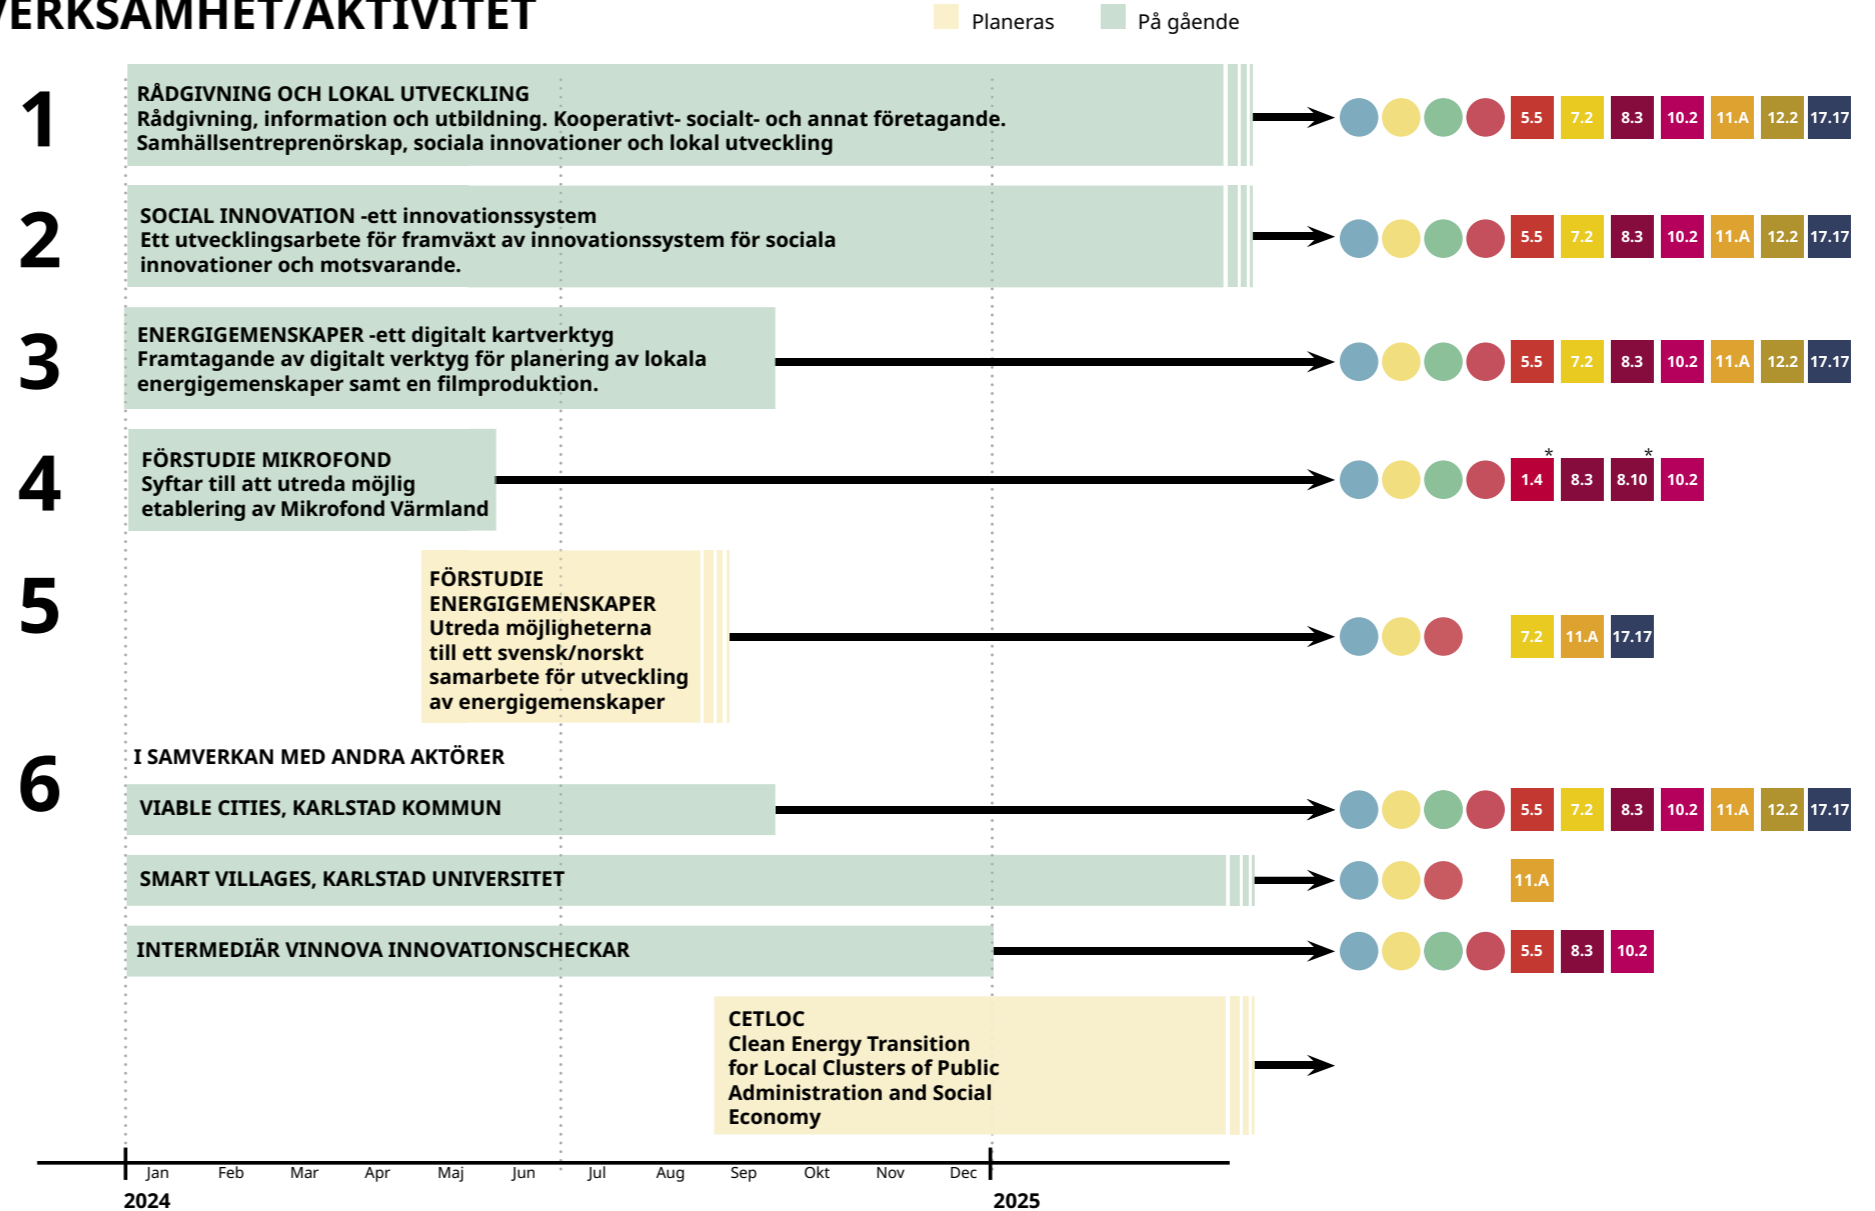 VERKSAMHET/AKTIVITET
Planeras
På gående
1
RÅDGIVNING OCH LOKAL UTVECKLING
Rådgivning, information och utbildning. Kooperativt- socialt- och annat företagande.
Samhällsentreprenörskap, sociala innovationer och lokal utveckling
5.5 7.2 8.3 10.2 11.A 12.2 17.17
2
SOCIAL INNOVATION -ett innovationssystem
Ett utvecklingsarbete för framväxt av innovationssystem för sociala
innovationer och motsvarande.
5.5 7.2 8.3 10.2 11.A 12.2 17.17
3
ENERGIGEMENSKAPER -ett digitalt kartverktyg
Framtagande av digitalt verktyg för planering av lokala
energigemenskaper samt en filmproduktion.
5.5 7.2 8.3 10.2 11.A 12.2 17.17
4
FÖRSTUDIE MIKROFOND
Syftar till att utreda möjlig
etablering av Mikrofond Värmland
* *
1.4 8.3 8.10 10.2
5
FÖRSTUDIE
ENERGIGEMENSKAPER
Utreda möjligheterna
till ett svensk/norskt
samarbete för utveckling
av energigemenskaper
7.2 11.A 17.17
6
I SAMVERKAN MED ANDRA AKTÖRER
VIABLE CITIES, KARLSTAD KOMMUN
5.5 7.2 8.3 10.2 11.A 12.2 17.17
SMART VILLAGES, KARLSTAD UNIVERSITET
11.A
INTERMEDIÄR VINNOVA INNOVATIONSCHECKAR
5.5 8.3 10.2
CETLOC
Clean Energy Transition
for Local Clusters of Public
Administration and Social
Economy
Jan Feb Mar Apr Maj Jun Jul Aug Sep Okt Nov Dec
2024 2025